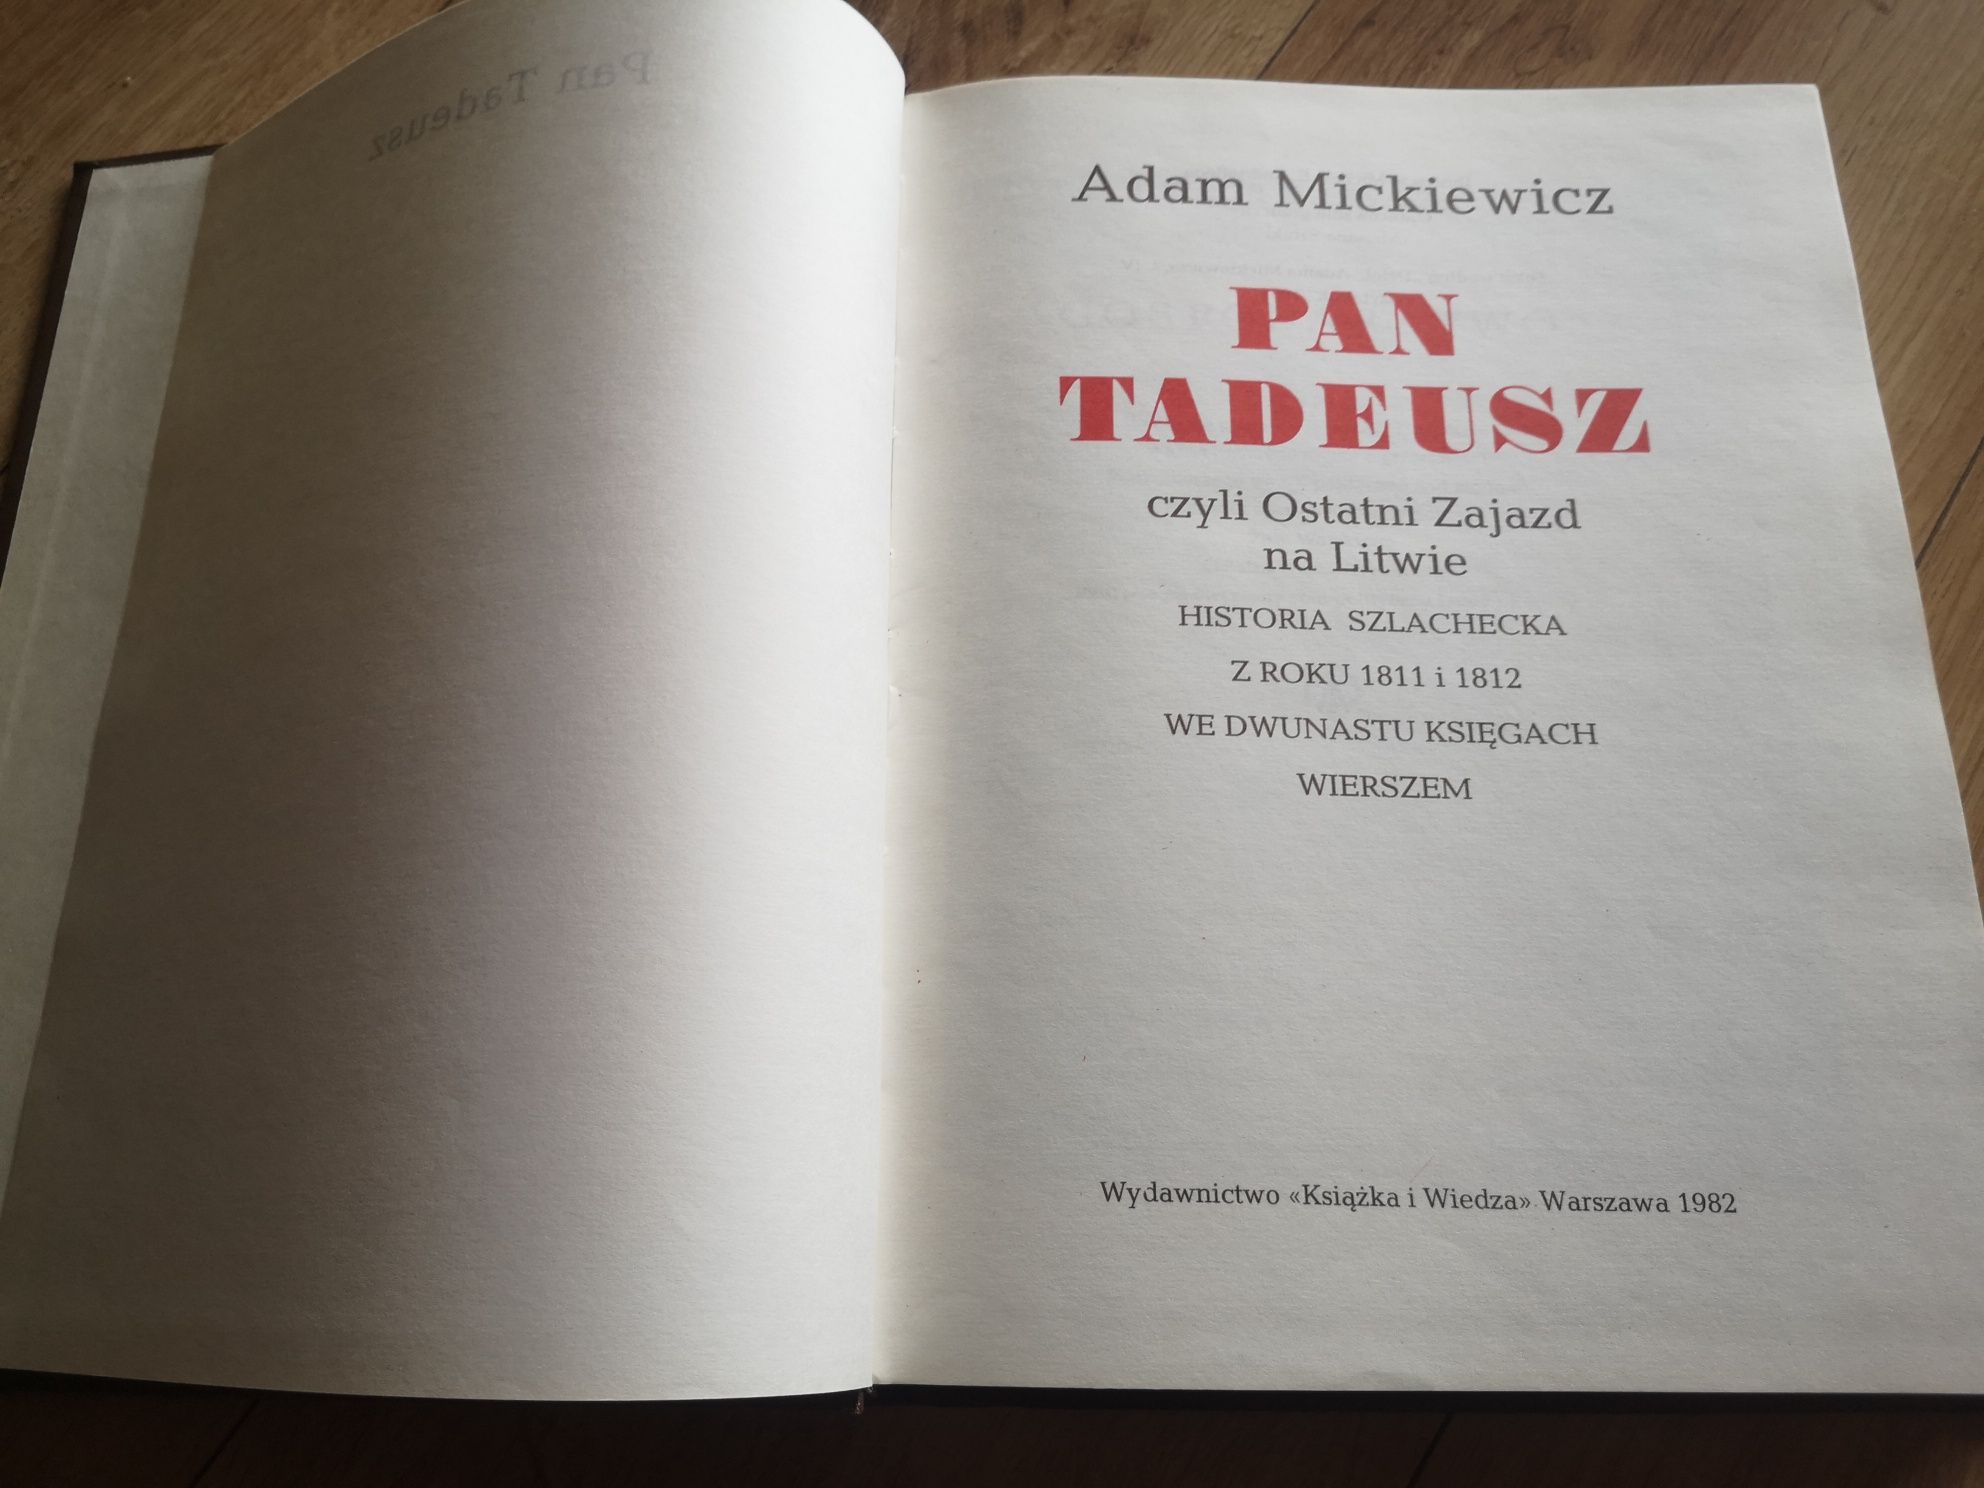 Pan Tadeusz
Adam Mickiewicz
PAN
TADEUSZ
czyli Ostatni Zajazd
na Litwie
HISTORIA SZLACHECKA
Z ROKU 1811 i 1812
WE DWUNASTU KSIĘGACH
WIERSZEM
Wydawnictwo «Książka i Wiedza» Warszawa 1982